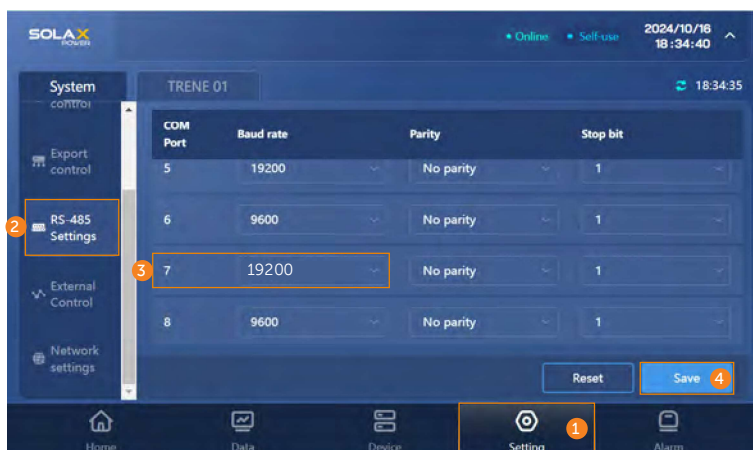 SOLAX
POWER
Online
Self-use
2024/10/16
18:34:40
System
TRENE 01
18:34:35
control
Export
control
2
RS-485
Settings
External
Control
Network
settings
COM
Port
Baud rate
Parity
Stop bit
5 19200 No parity 1
6 9600 No parity 1
3 7 19200 No parity 1
8 9600 No parity 1
Reset
Save 4
Home
Data
Device
Setting
1
Alarm